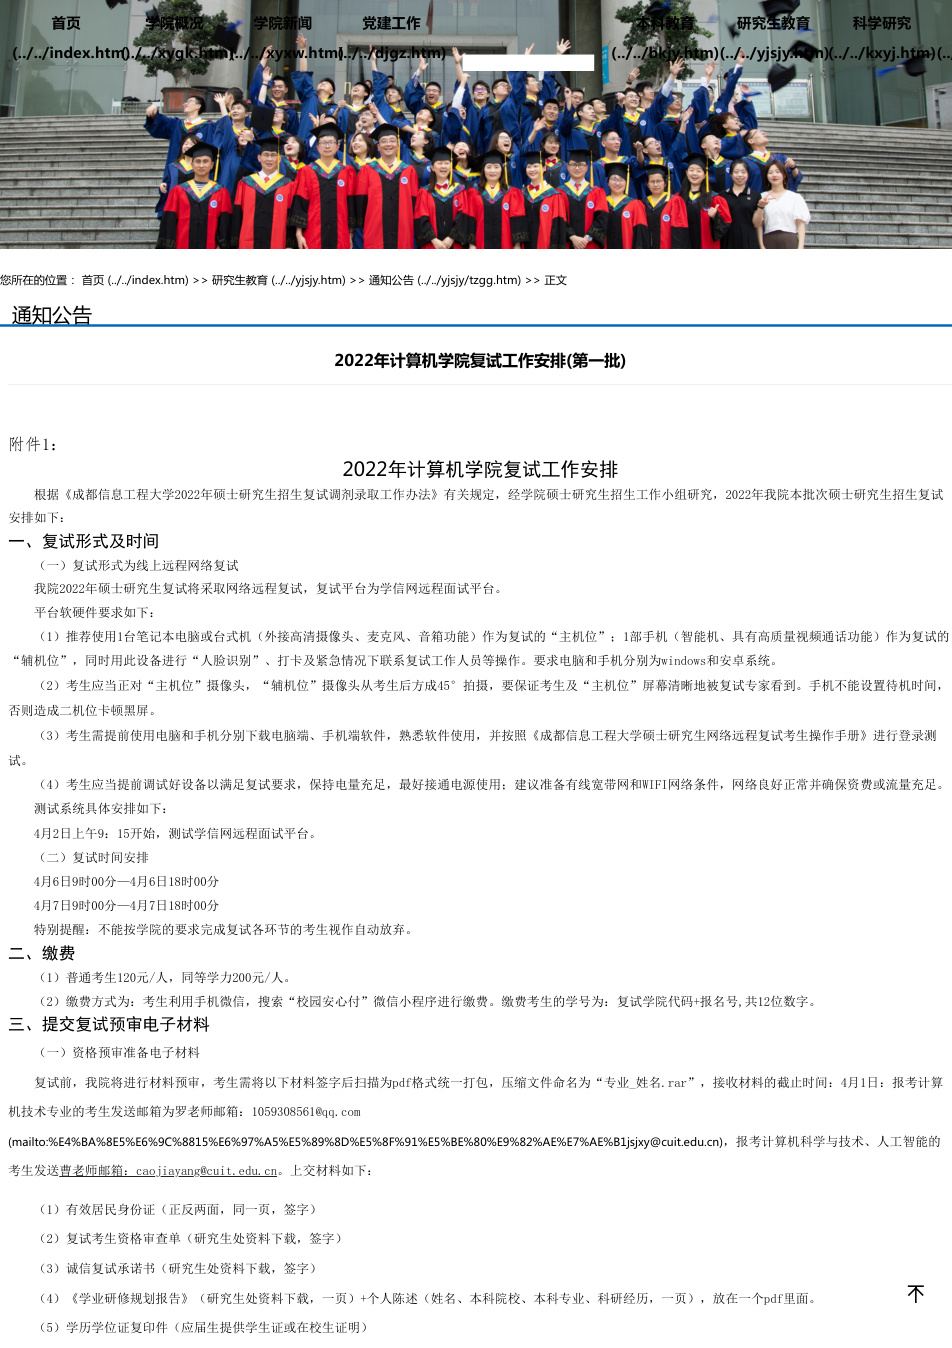 首页 学院概况 学院新闻 党建工作 本科教育 研究生教育 科学研究
(../../index.htm) (../../xygk.htm) (../../xyxw.htm) (../../djgz.htm) (../../bkjy.htm) (../../yjsjy.htm) (../../kxyj.htm)
您所在的位置： 首页 (../../index.htm) >> 研究生教育 (../../yjsjy.htm) >> 通知公告 (../../yjsjy/tzgg.htm) >> 正文
通知公告
2022年计算机学院复试工作安排(第一批)
附件1:
2022年计算机学院复试工作安排
根据《成都信息工程大学2022年硕士研究生招生复试调剂录取工作办法》有关规定，经学院硕士研究生招生工作小组研究，2022年我院本批次硕士研究生招生复试
安排如下：
一、复试形式及时间
（一）复试形式为线上远程网络复试
我院2022年硕士研究生复试将采取网络远程复试，复试平台为学信网远程面试平台。
平台软硬件要求如下：
（1）推荐使用1台笔记本电脑或台式机（外接高清摄像头、麦克风、音箱功能）作为复试的“主机位”；1部手机（智能机、具有高质量视频通话功能）作为复试的
“辅机位”，同时用此设备进行“人脸识别”、打卡及紧急情况下联系复试工作人员等操作。要求电脑和手机分别为windows和安卓系统。
（2）考生应当正对“主机位”摄像头，“辅机位”摄像头从考生后方成45°拍摄，要保证考生及“主机位”屏幕清晰地被复试专家看到。手机不能设置待机时间，
否则造成二机位卡顿黑屏。
（3）考生需提前使用电脑和手机分别下载电脑端、手机端软件，熟悉软件使用，并按照《成都信息工程大学硕士研究生网络远程复试考生操作手册》进行登录测
试。
（4）考生应当提前调试好设备以满足复试要求，保持电量充足，最好接通电源使用；建议准备有线宽带网和WIFI网络条件，网络良好正常并确保资费或流量充足。
测试系统具体安排如下：
4月2日上午9：15开始，测试学信网远程面试平台。
（二）复试时间安排
4月6日9时00分—4月6日18时00分
4月7日9时00分—4月7日18时00分
特别提醒：不能按学院的要求完成复试各环节的考生视作自动放弃。
二、缴费
（1）普通考生120元/人，同等学力200元/人。
（2）缴费方式为：考生利用手机微信，搜索“校园安心付”微信小程序进行缴费。缴费考生的学号为：复试学院代码+报名号,共12位数字。
三、提交复试预审电子材料
（一）资格预审准备电子材料
复试前，我院将进行材料预审，考生需将以下材料签字后扫描为pdf格式统一打包，压缩文件命名为“专业_姓名.rar”，接收材料的截止时间：4月1日：报考计算
机技术专业的考生发送邮箱为罗老师邮箱：1059308561@qq.com
(mailto:%E4%BA%8E5%E6%9C%8815%E6%97%A5%E5%89%8D%E5%8F%91%E5%BE%80%E9%82%AE%E7%AE%B1jsjxy@cuit.edu.cn)，报考计算机科学与技术、人工智能的
考生发送曹老师邮箱：caojiayang@cuit.edu.cn。上交材料如下：
（1）有效居民身份证（正反两面，同一页，签字）
（2）复试考生资格审查单（研究生处资料下载，签字）
（3）诚信复试承诺书（研究生处资料下载，签字）
（4）《学业研修规划报告》（研究生处资料下载，一页）+个人陈述（姓名、本科院校、本科专业、科研经历，一页），放在一个pdf里面。
（5）学历学位证复印件（应届生提供学生证或在校生证明）